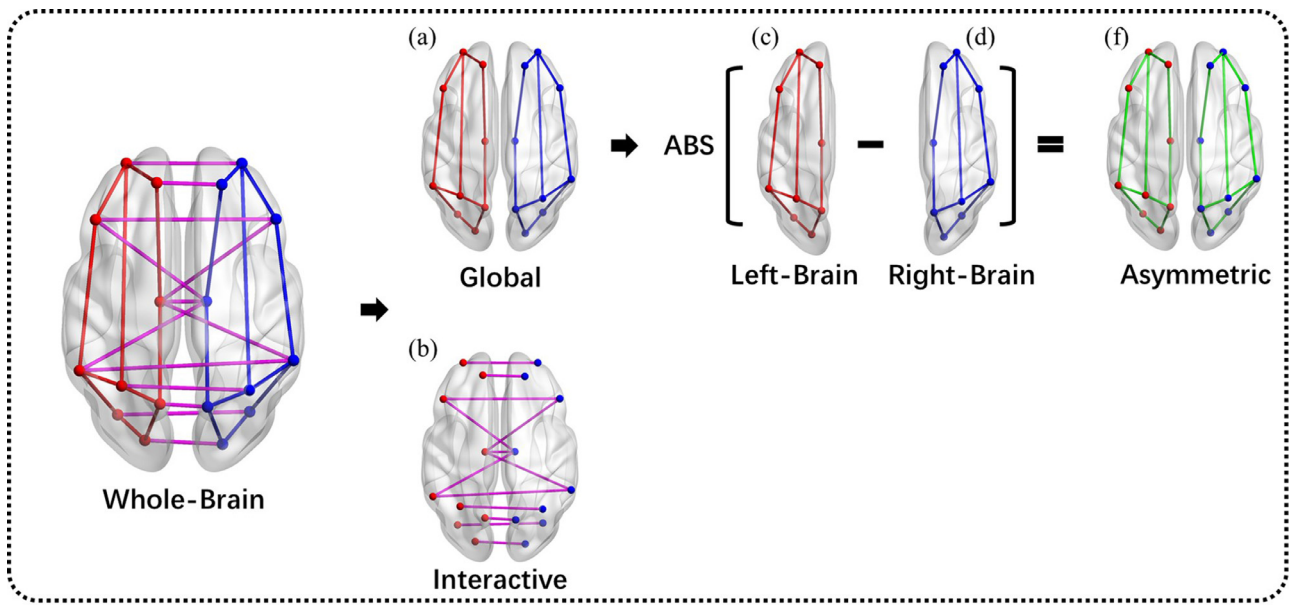 (a)
(c)
(d)
(f)
ABS
Global
Left-Brain
Right-Brain
Asymmetric
(b)
Whole-Brain
Interactive